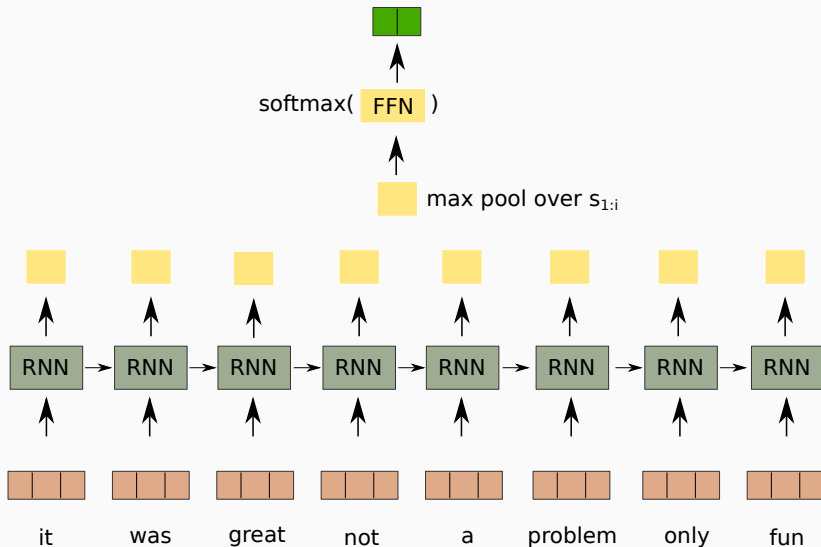 softmax( FFN )
max pool over s1:i
RNN RNN RNN RNN RNN RNN RNN RNN
it was great not a problem only fun